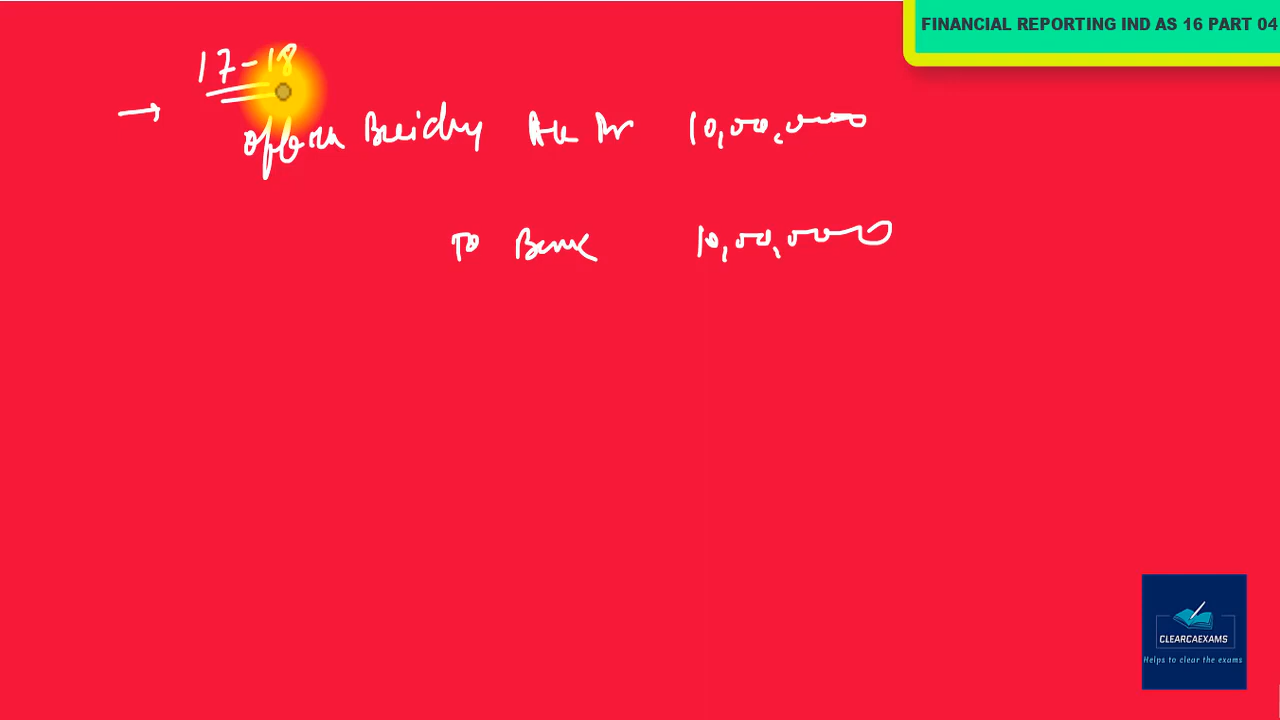 FINANCIAL REPORTING IND AS 16 PART 04
17-18
→ office Building A/c Dr 10,00,000
To Bank 10,00,000
CLEARCAEXAMS
Helps to clear the exams